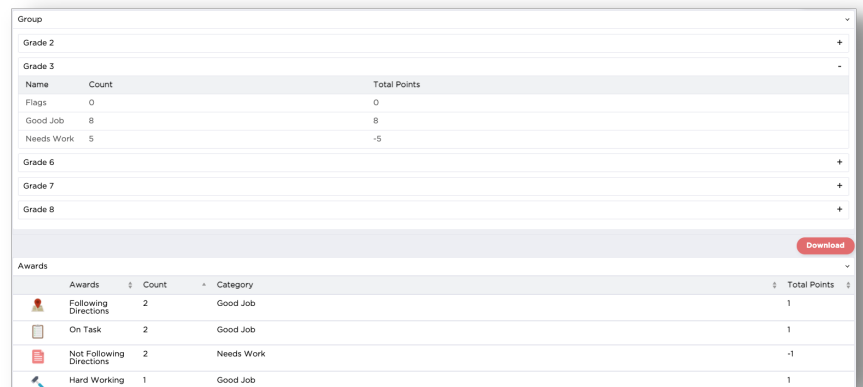 Group
Grade 2 +
Grade 3 -
Name Count Total Points
Flags 0 0
Good Job 8 8
Needs Work 5 -5
Grade 6 +
Grade 7 +
Grade 8 +
Download
Awards
Awards Count Category Total Points
Following Directions 2 Good Job 1
On Task 2 Good Job 1
Not Following Directions 2 Needs Work -1
Hard Working 1 Good Job 1